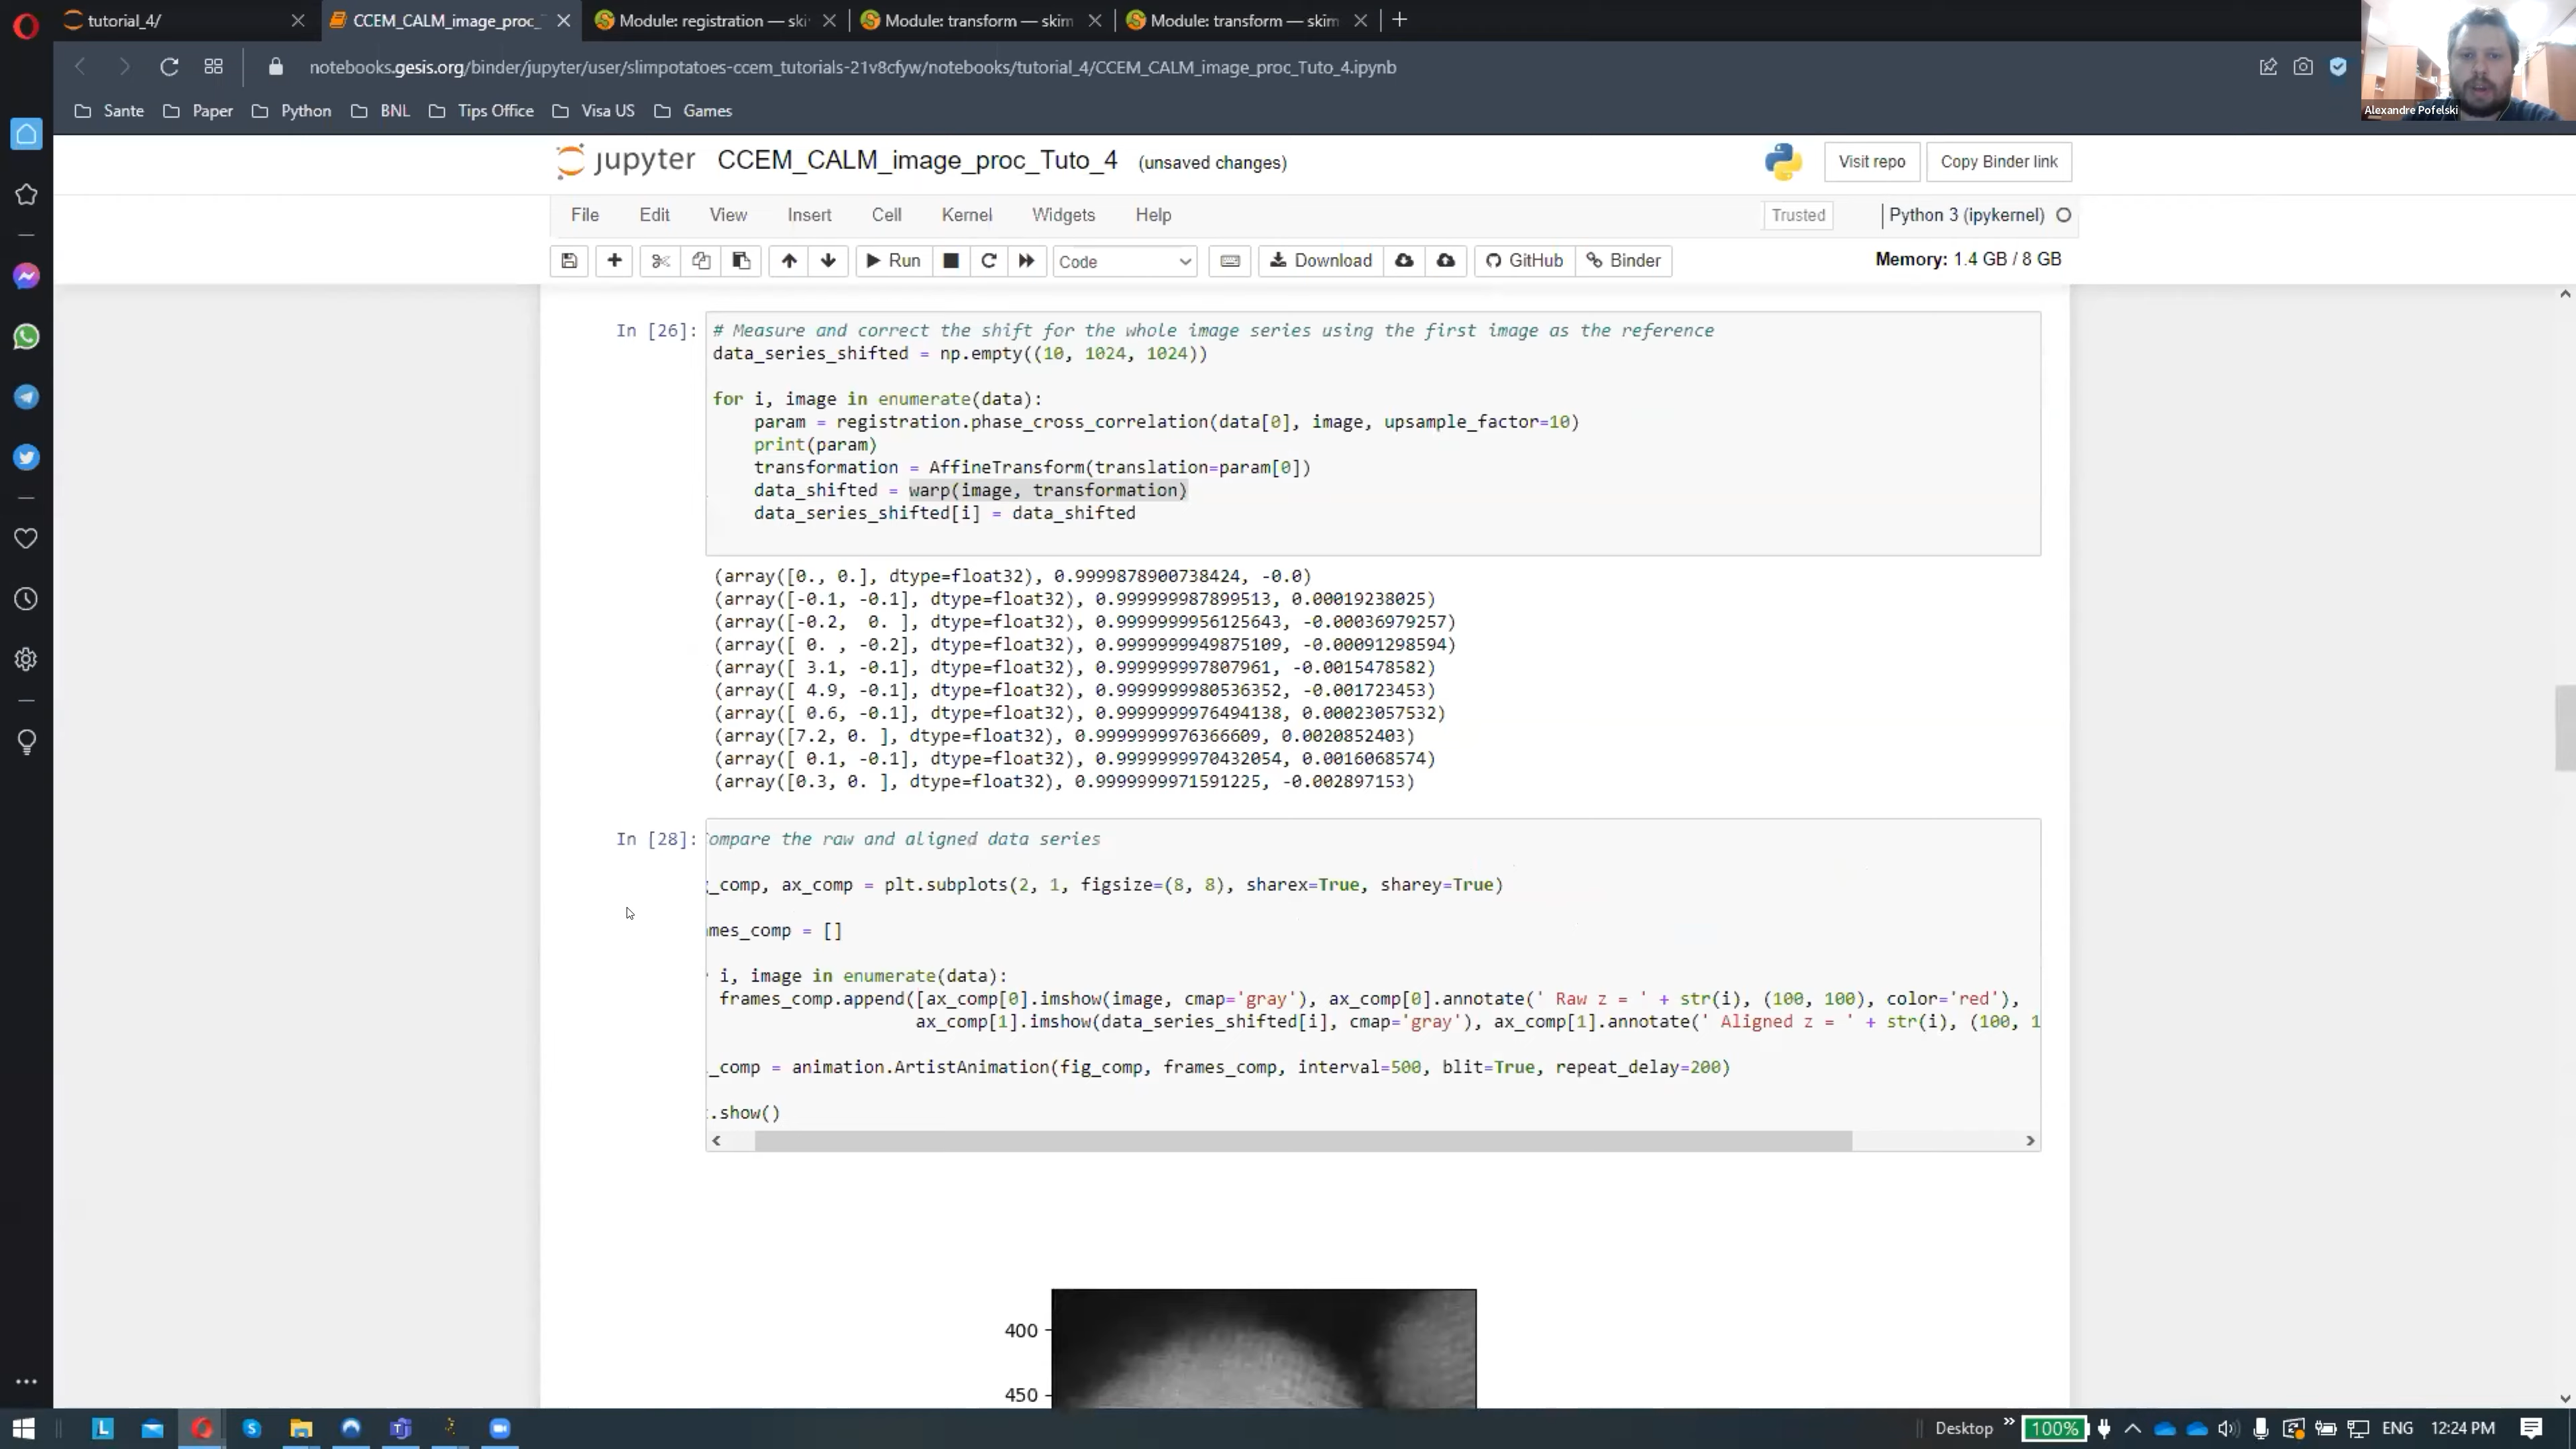 tutorial_4/
CCEM_CALM_image_proc_
Module: registration — ski
Module: transform — skim
Module: transform — skim
notebooks.gesis.org/binder/jupyter/user/slimpotatoes-ccem_tutorials-21v8cfyw/notebooks/tutorial_4/CCEM_CALM_image_proc_Tuto_4.ipynb
Alexandre Pofelski
Sante
Paper
Python
BNL
Tips Office
Visa US
Games
jupyter CCEM_CALM_image_proc_Tuto_4 (unsaved changes)
Visit repo
Copy Binder link
File
Edit
View
Insert
Cell
Kernel
Widgets
Help
Trusted
Python 3 (ipykernel)
Run
Code
Download
GitHub
Binder
Memory: 1.4 GB / 8 GB
In [26]:
# Measure and correct the shift for the whole image series using the first image as the reference
data_series_shifted = np.empty((10, 1024, 1024))
for i, image in enumerate(data):
param = registration.phase_cross_correlation(data[0], image, upsample_factor=10)
print(param)
transformation = AffineTransform(translation=param[0])
data_shifted = warp(image, transformation)
data_series_shifted[i] = data_shifted
(array([0., 0.], dtype=float32), 0.9999878900738424, -0.0)
(array([-0.1, -0.1], dtype=float32), 0.999999987899513, 0.00019238025)
(array([-0.2,  0. ], dtype=float32), 0.9999999956125643, -0.00036979257)
(array([ 0. , -0.2], dtype=float32), 0.9999999949875109, -0.00091298594)
(array([ 3.1, -0.1], dtype=float32), 0.999999997807961, -0.0015478582)
(array([ 4.9, -0.1], dtype=float32), 0.9999999980536352, -0.001723453)
(array([ 0.6, -0.1], dtype=float32), 0.9999999976494138, 0.00023057532)
(array([7.2, 0. ], dtype=float32), 0.9999999976366609, 0.0020852403)
(array([ 0.1, -0.1], dtype=float32), 0.9999999970432054, 0.0016068574)
(array([0.3, 0. ], dtype=float32), 0.9999999971591225, -0.002897153)
In [28]:
ompare the raw and aligned data series
_comp, ax_comp = plt.subplots(2, 1, figsize=(8, 8), sharex=True, sharey=True)
mes_comp = []
i, image in enumerate(data):
frames_comp.append([ax_comp[0].imshow(image, cmap='gray'), ax_comp[0].annotate(' Raw z = ' + str(i), (100, 100), color='red'),
ax_comp[1].imshow(data_series_shifted[i], cmap='gray'), ax_comp[1].annotate(' Aligned z = ' + str(i), (100, 1
_comp = animation.ArtistAnimation(fig_comp, frames_comp, interval=500, blit=True, repeat_delay=200)
.show()
400
450
Desktop
100%
ENG
12:24 PM